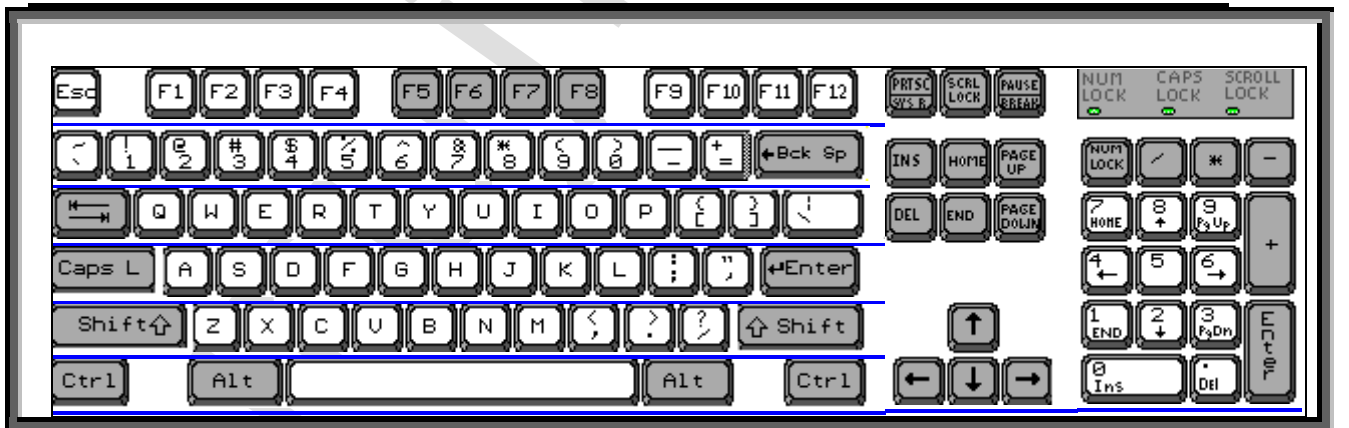 Esc F1 F2 F3 F4 F5 F6 F7 F8 F9 F10 F11 F12 PRTSC SYS R SCRL LOCK PAUSE BREAK NUM LOCK CAPS LOCK SCROLL LOCK
~ ` ! 1 @ 2 # 3 $ 4 % 5 ^ 6 & 7 * 8 ( 9 ) 0 _ - + = ←Bck Sp INS HOME PAGE UP NUM LOCK / * -
Q W E R T Y U I O P { [ } ] | \ DEL END PAGE DOWN 7 HOME 8 ↑ 9 PgUp +
Caps L A S D F G H J K L : ; " ' ↵Enter 4 ← 5 6 →
Shift⇧ Z X C V B N M < , > . ? / ⇧ Shift ↑ 1 END 2 ↓ 3 PgDn Enter
Ctrl Alt Alt Ctrl ← ↓ → 0 Ins . Del